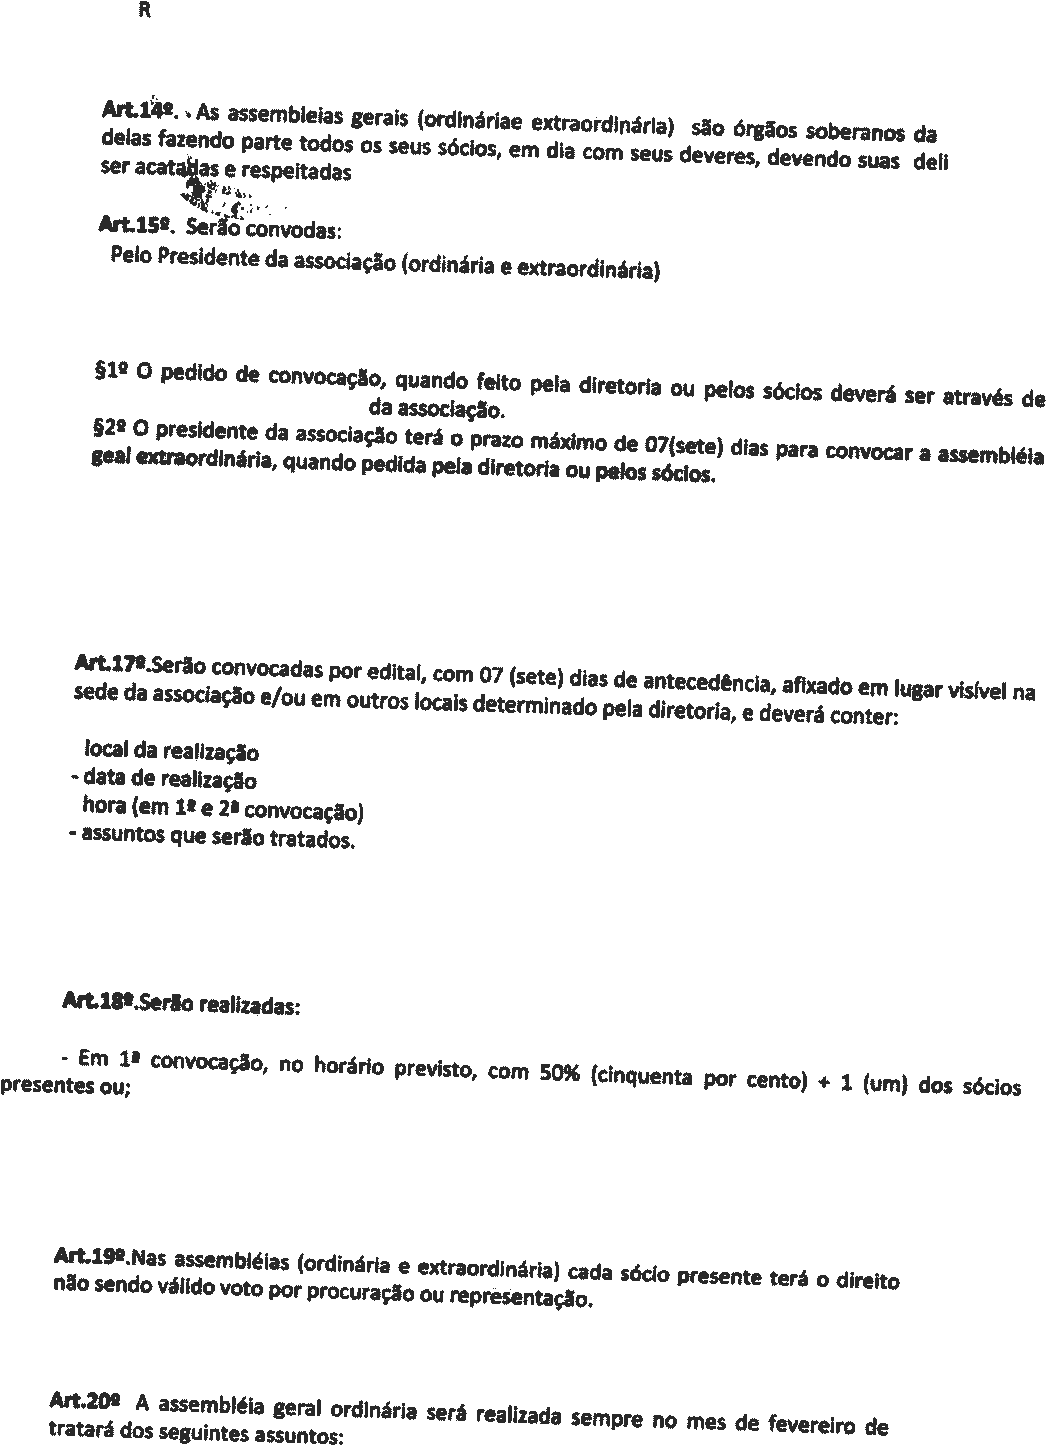 R
Art.14º. . As assembleias gerais (ordináriae extraordinária) são órgãos soberanos da
delas fazendo parte todos os seus sócios, em dia com seus deveres, devendo suas deli
ser acatadas e respeitadas
Art.15º. Serão convodas:
Pelo Presidente da associação (ordinária e extraordinária)
§1º O pedido de convocação, quando feito pela diretoria ou pelos sócios deverá ser através de
da associação.
§2º O presidente da associação terá o prazo máximo de 07(sete) dias para convocar a assembléia
geal extraordinária, quando pedida pela diretoria ou pelos sócios.
Art.17º.Serão convocadas por edital, com 07 (sete) dias de antecedência, afixado em lugar visível na
sede da associação e/ou em outros locais determinado pela diretoria, e deverá conter:
local da realização
- data de realização
hora (em 1ª e 2ª convocação)
- assuntos que serão tratados.
Art.18º.Serão realizadas:
- Em 1ª convocação, no horário previsto, com 50% (cinquenta por cento) + 1 (um) dos sócios
presentes ou;
Art.19º.Nas assembléias (ordinária e extraordinária) cada sócio presente terá o direito
não sendo válido voto por procuração ou representação.
Art.20º A assembléia geral ordinária será realizada sempre no mes de fevereiro de
tratará dos seguintes assuntos: